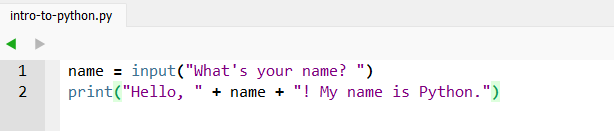 intro-to-python.py
1 name = input("What's your name? ")
2 print("Hello, " + name + "! My name is Python.")